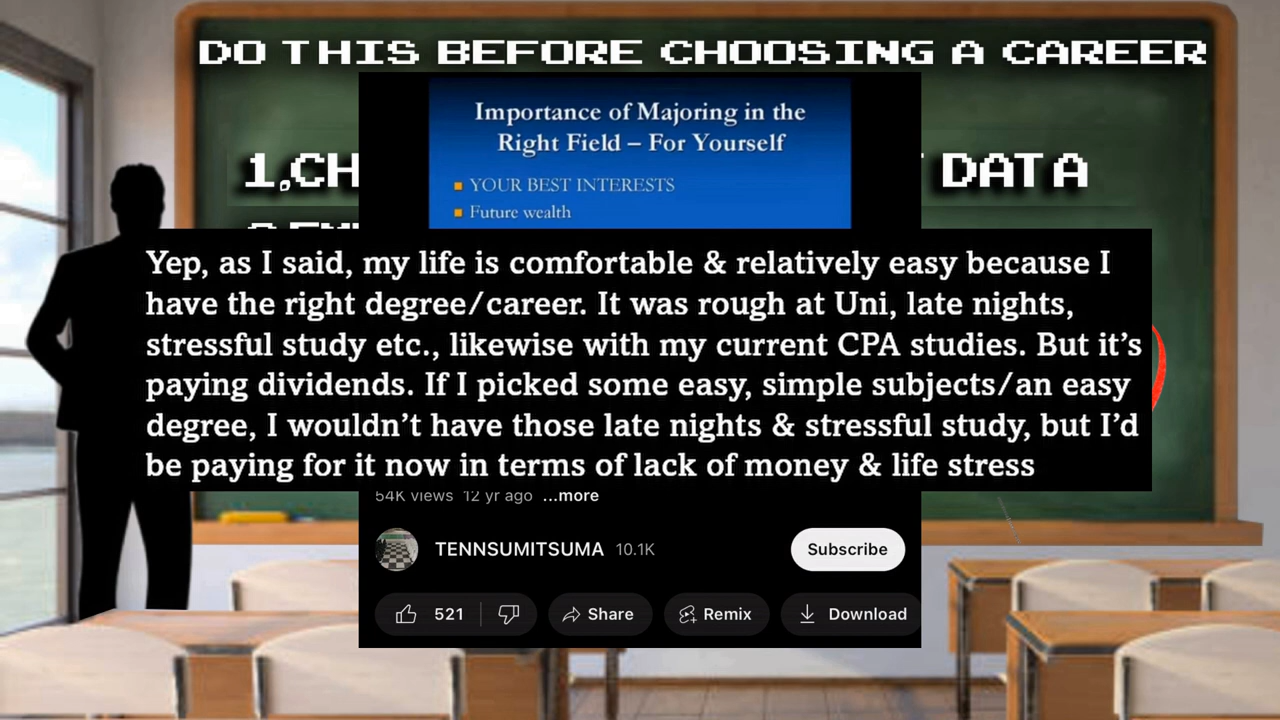 DO THIS BEFORE CHOOSING A CAREER
Importance of Majoring in the
Right Field – For Yourself
1,CH
DATA
YOUR BEST INTERESTS
Future wealth
Yep, as I said, my life is comfortable & relatively easy because I
have the right degree/career. It was rough at Uni, late nights,
stressful study etc., likewise with my current CPA studies. But it's
paying dividends. If I picked some easy, simple subjects/an easy
degree, I wouldn't have those late nights & stressful study, but I'd
be paying for it now in terms of lack of money & life stress
54K views 12 yr ago ...more
TENNSUMITSUMA 10.1K
Subscribe
521
Share
Remix
Download